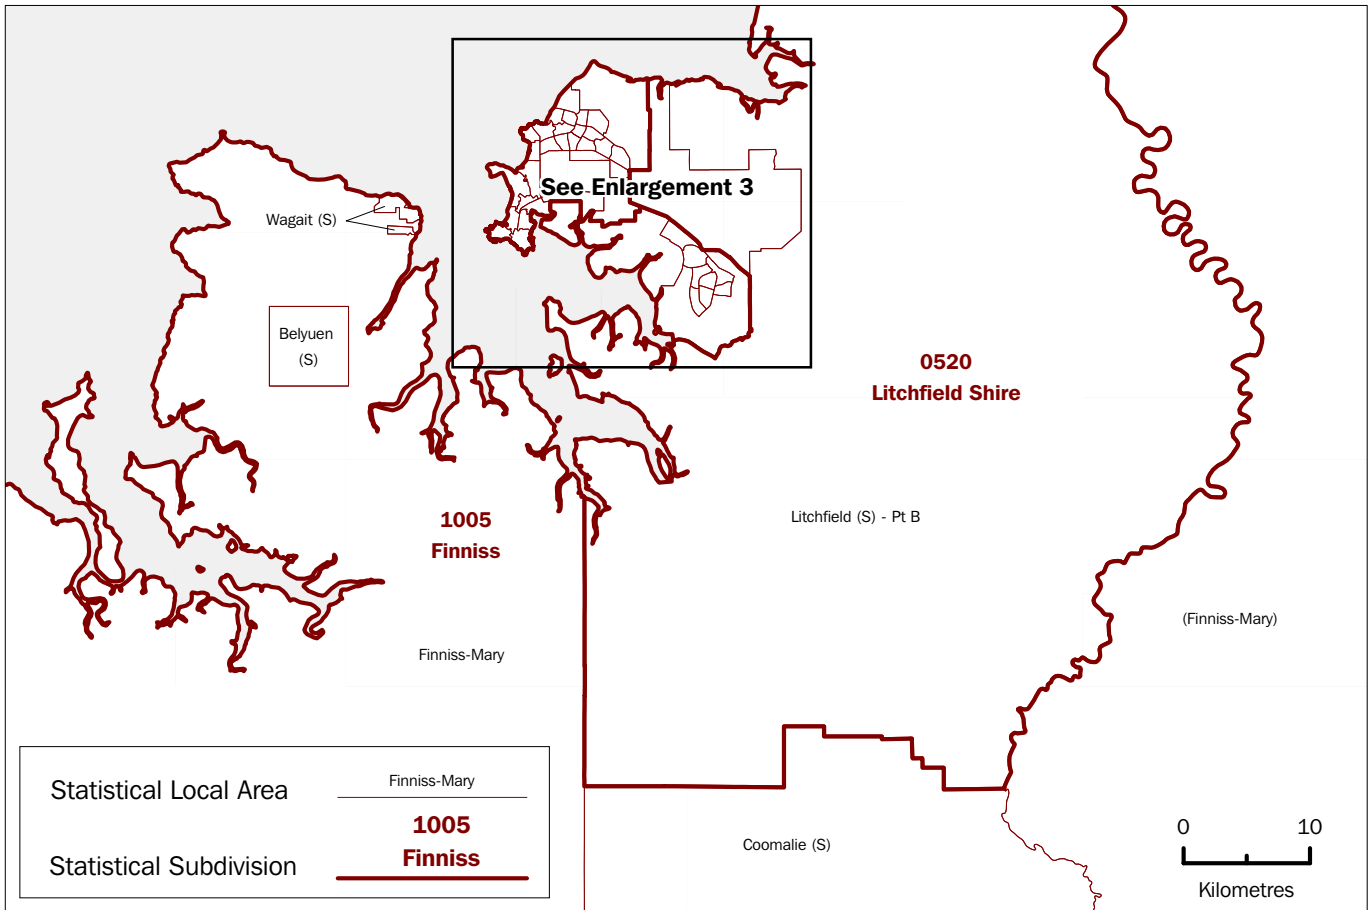 See Enlargement 3
Wagait (S)
Belyuen
(S)
0520
Litchfield Shire
1005
Finniss
Litchfield (S) - Pt B
(Finniss-Mary)
Finniss-Mary
Coomalie (S)
Statistical Local Area
Finniss-Mary
Statistical Subdivision
1005
Finniss
0 10
Kilometres